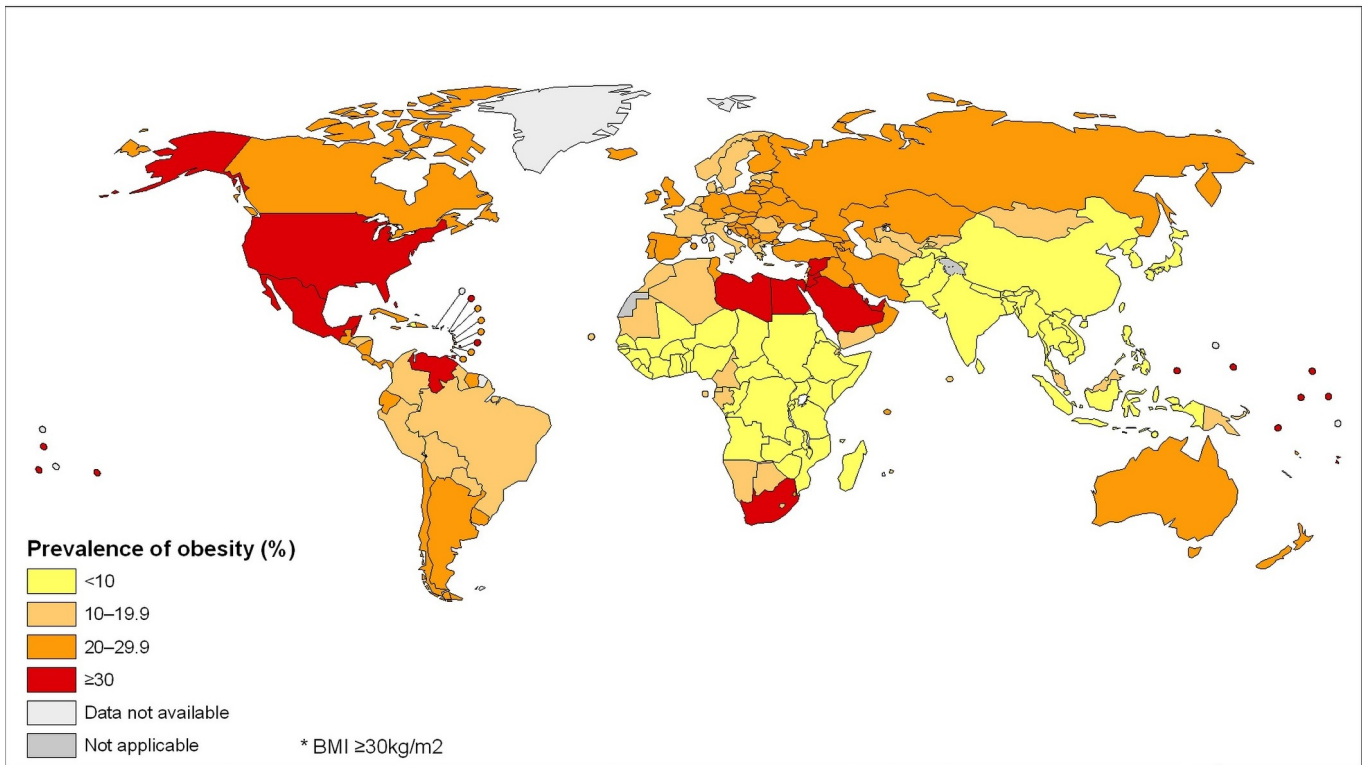 Prevalence of obesity (%)
<10
10–19.9
20–29.9
≥30
Data not available
Not applicable
* BMI ≥30kg/m2